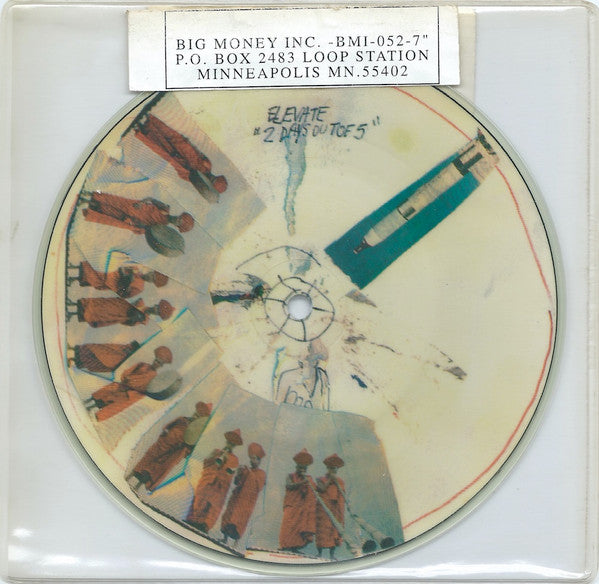 BIG MONEY INC. -BMI-052-7"
P.O. BOX 2483 LOOP STATION
MINNEAPOLIS MN.55402
ELEVATE
"2 DAYS OUT OF 5"